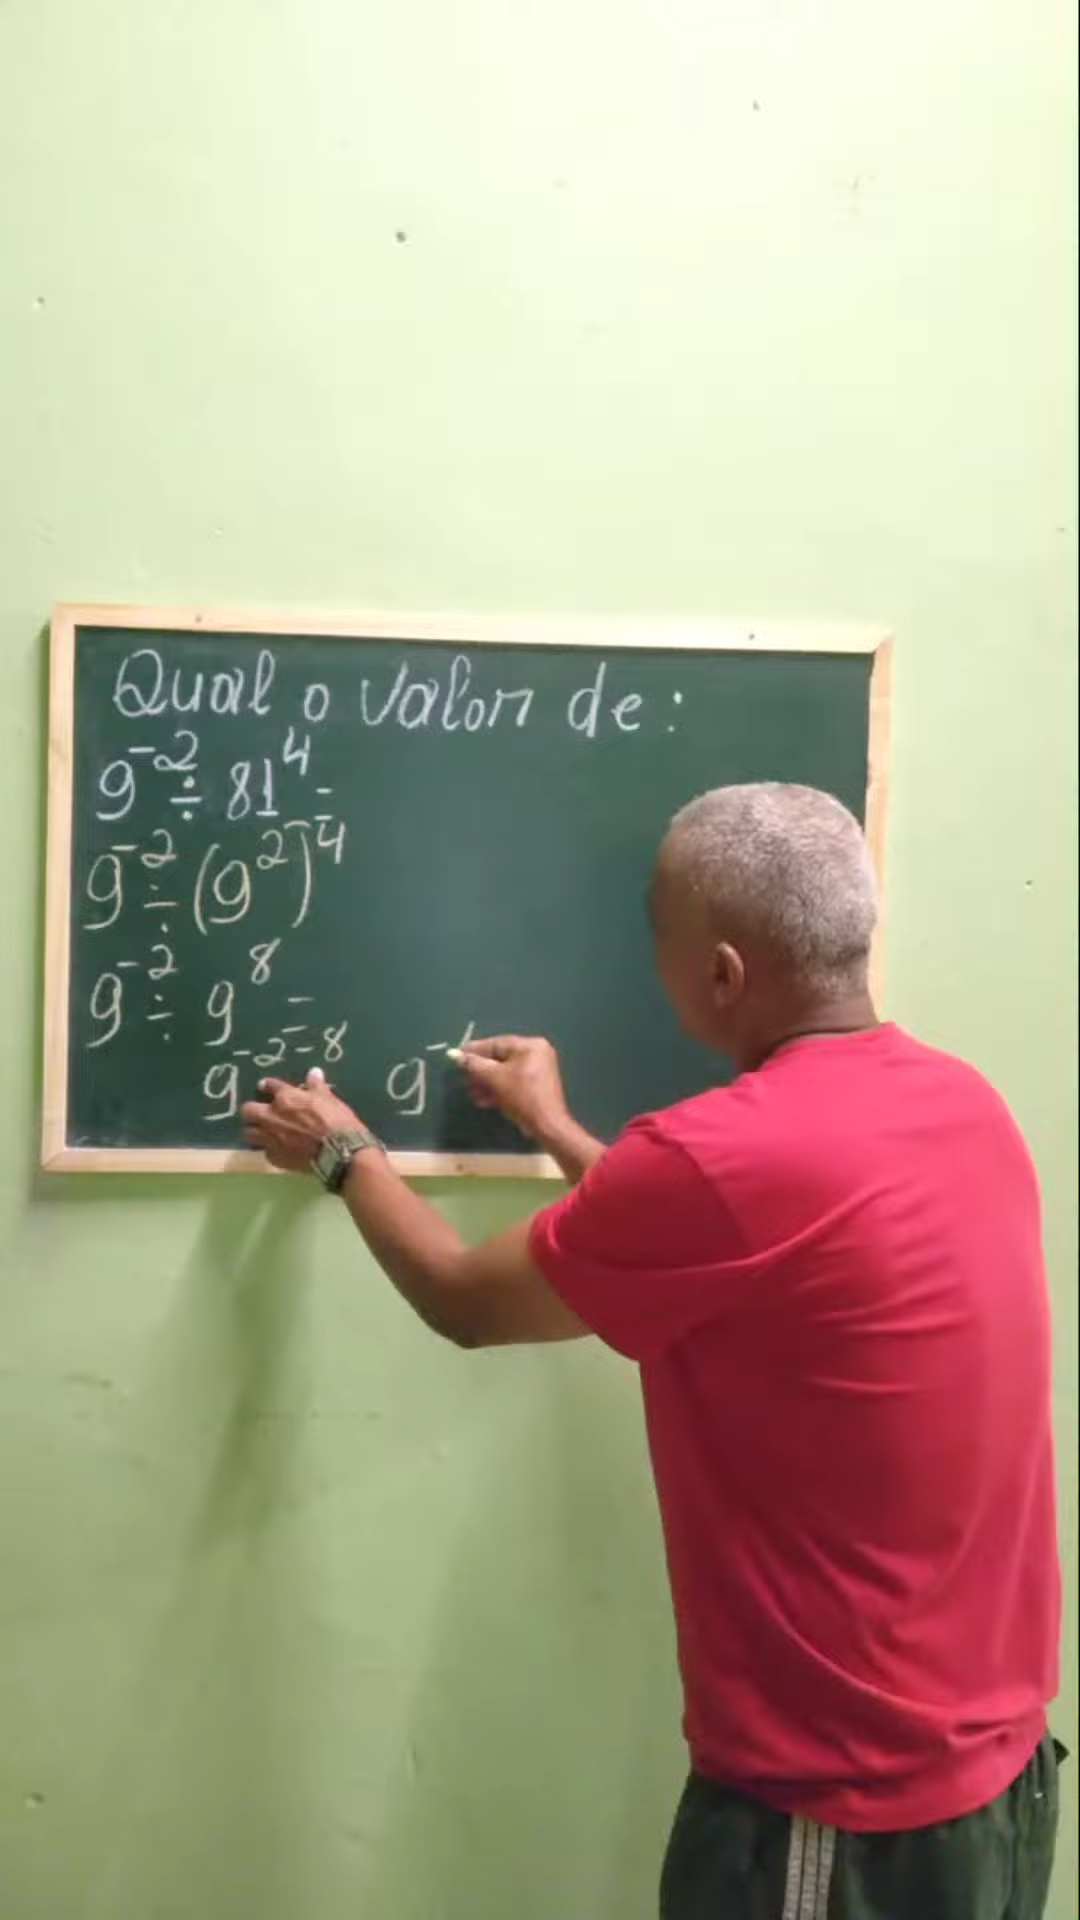 Qual o valor de:
9⁻² ÷ 81⁴ =
9⁻² ÷ (9²)⁴
9⁻² ÷ 9⁸ =
9⁻²⁻⁸ = 9⁻